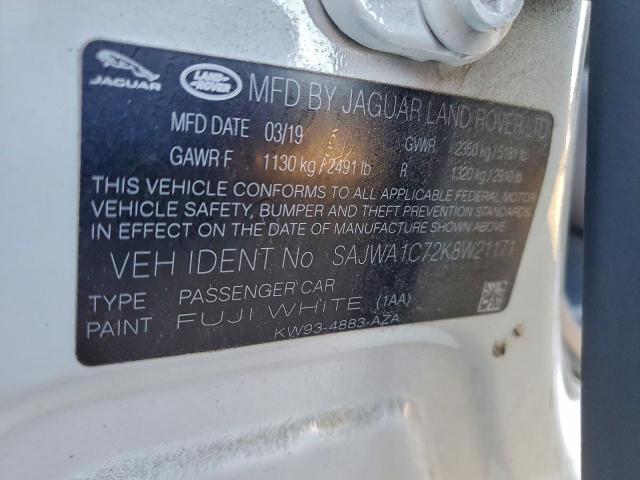 JAGUAR
LAND ROVER
MFD BY JAGUAR LAND ROVER LTD
MFD DATE 03/19 GVWR 2350 kg / 5181 lb
GAWR F 1130 kg / 2491 lb R 1320 kg / 2910 lb
THIS VEHICLE CONFORMS TO ALL APPLICABLE FEDERAL MOTOR
VEHICLE SAFETY, BUMPER AND THEFT PREVENTION STANDARDS
IN EFFECT ON THE DATE OF MANUFACTURE SHOWN ABOVE.
VEH IDENT No SAJWA1C72K8W21171
TYPE PASSENGER CAR
PAINT FUJI WHITE (1AA)
KW93-4883-AZA